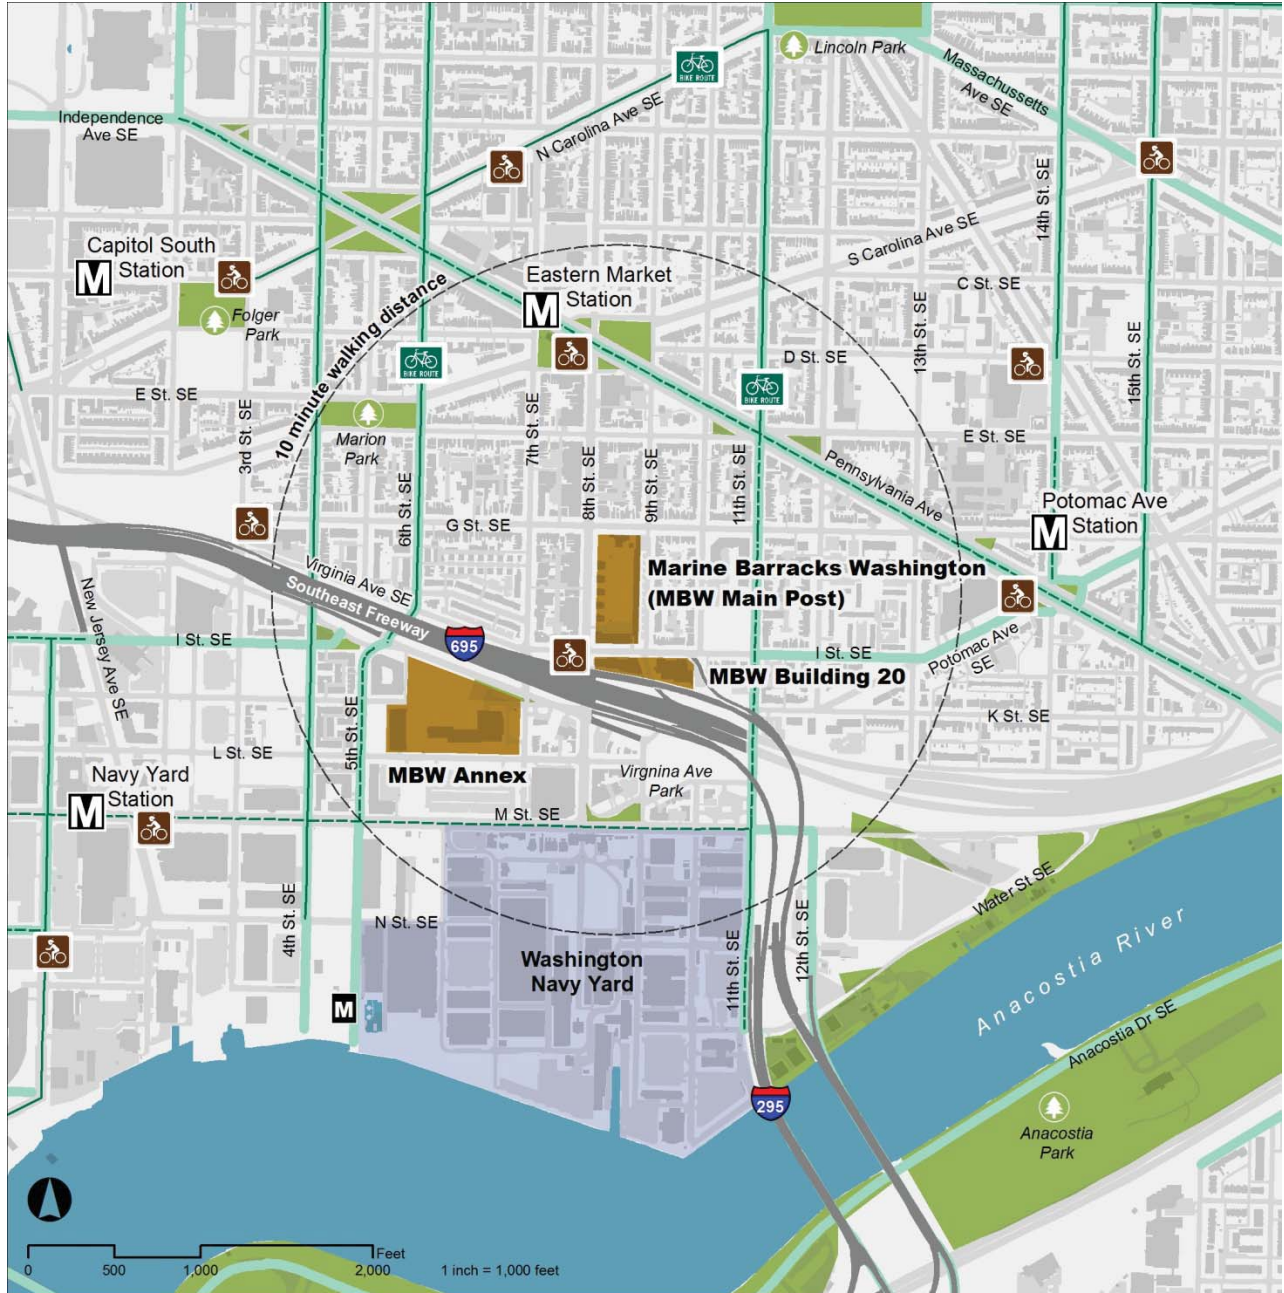 Lincoln Park
Massachussetts
Ave SE
BIKE ROUTE
Independence
Ave SE
N Carolina Ave SE
14th St. SE
S Carolina Ave SE
Capitol South
Station
M
Eastern Market
Station
M
10 minute walking distance
C St. SE
Folger
Park
13th St. SE
15th St. SE
BIKE ROUTE
D St. SE
BIKE ROUTE
E St. SE
Marion
Park
3rd St. SE
7th St. SE
E St. SE
8th St. SE
9th St. SE
11th St. SE
Pennsylvania Ave
6th St. SE
G St. SE
Potomac Ave
Station
M
Virginia Ave SE
Southeast Freeway
695
Marine Barracks Washington
(MBW Main Post)
New Jersey Ave SE
I St. SE
I St. SE
Potomac Ave
SE
MBW Building 20
5th St. SE
K St. SE
L St. SE
MBW Annex
Virgnina Ave
Park
Navy Yard
Station
M
M St. SE
Water St SE
4th St. SE
N St. SE
11th St. SE
12th St. SE
Washington
Navy Yard
Anacostia River
M
Anacostia Dr SE
295
Anacostia
Park
Feet
0 500 1,000 2,000
1 inch = 1,000 feet